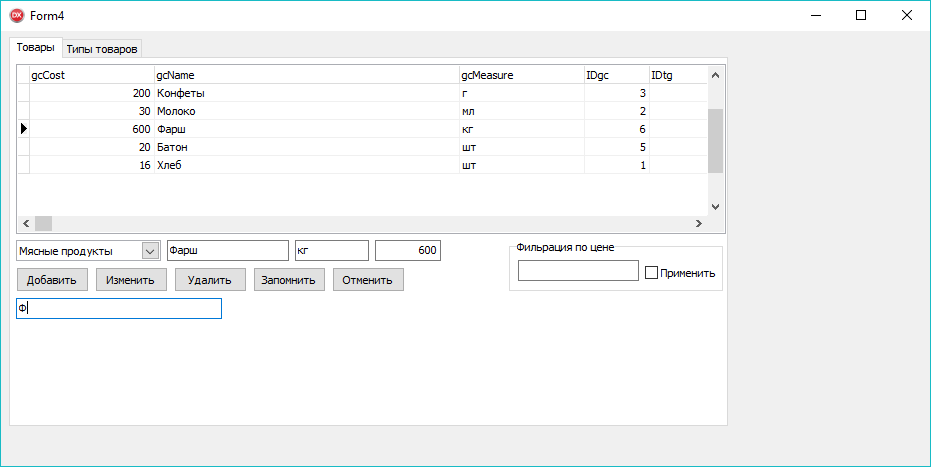 DX Form4
Товары Типы товаров
gcCost gcName gcMeasure IDgc IDtg
200 Конфеты г 3
30 Молоко мл 2
600 Фарш кг 6
20 Батон шт 5
16 Хлеб шт 1
Мясные продукты Фарш кг 600 Фильрация по цене
Применить
Добавить Изменить Удалить Запомнить Отменить
Ф